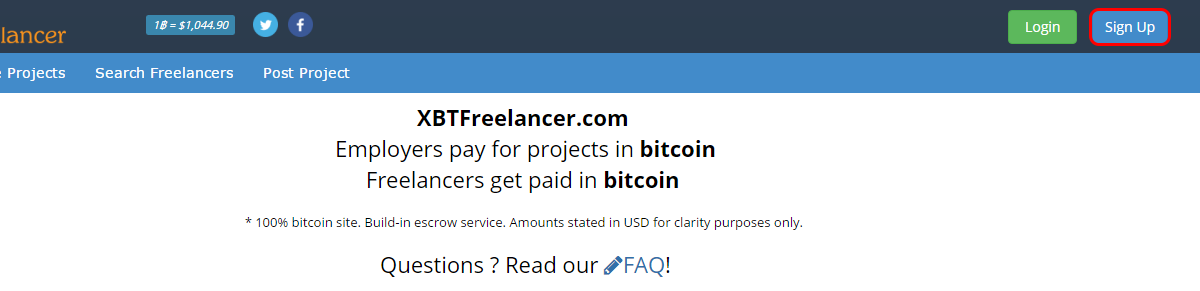 lancer
1฿ = $1,044.90
Login
Sign Up
Projects
Search Freelancers
Post Project
XBTFreelancer.com
Employers pay for projects in bitcoin
Freelancers get paid in bitcoin
* 100% bitcoin site. Build-in escrow service. Amounts stated in USD for clarity purposes only.
Questions ? Read our FAQ!